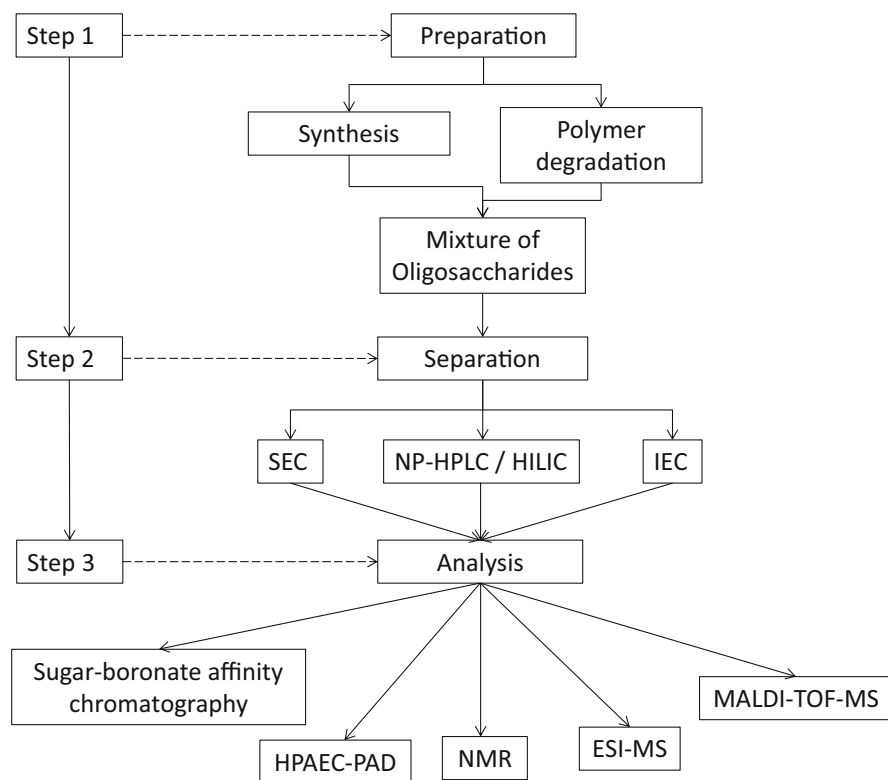 Step 1
Preparation
Synthesis
Polymer
degradation
Mixture of
Oligosaccharides
Step 2
Separation
SEC
NP-HPLC / HILIC
IEC
Step 3
Analysis
Sugar-boronate affinity
chromatography
HPAEC-PAD
NMR
ESI-MS
MALDI-TOF-MS